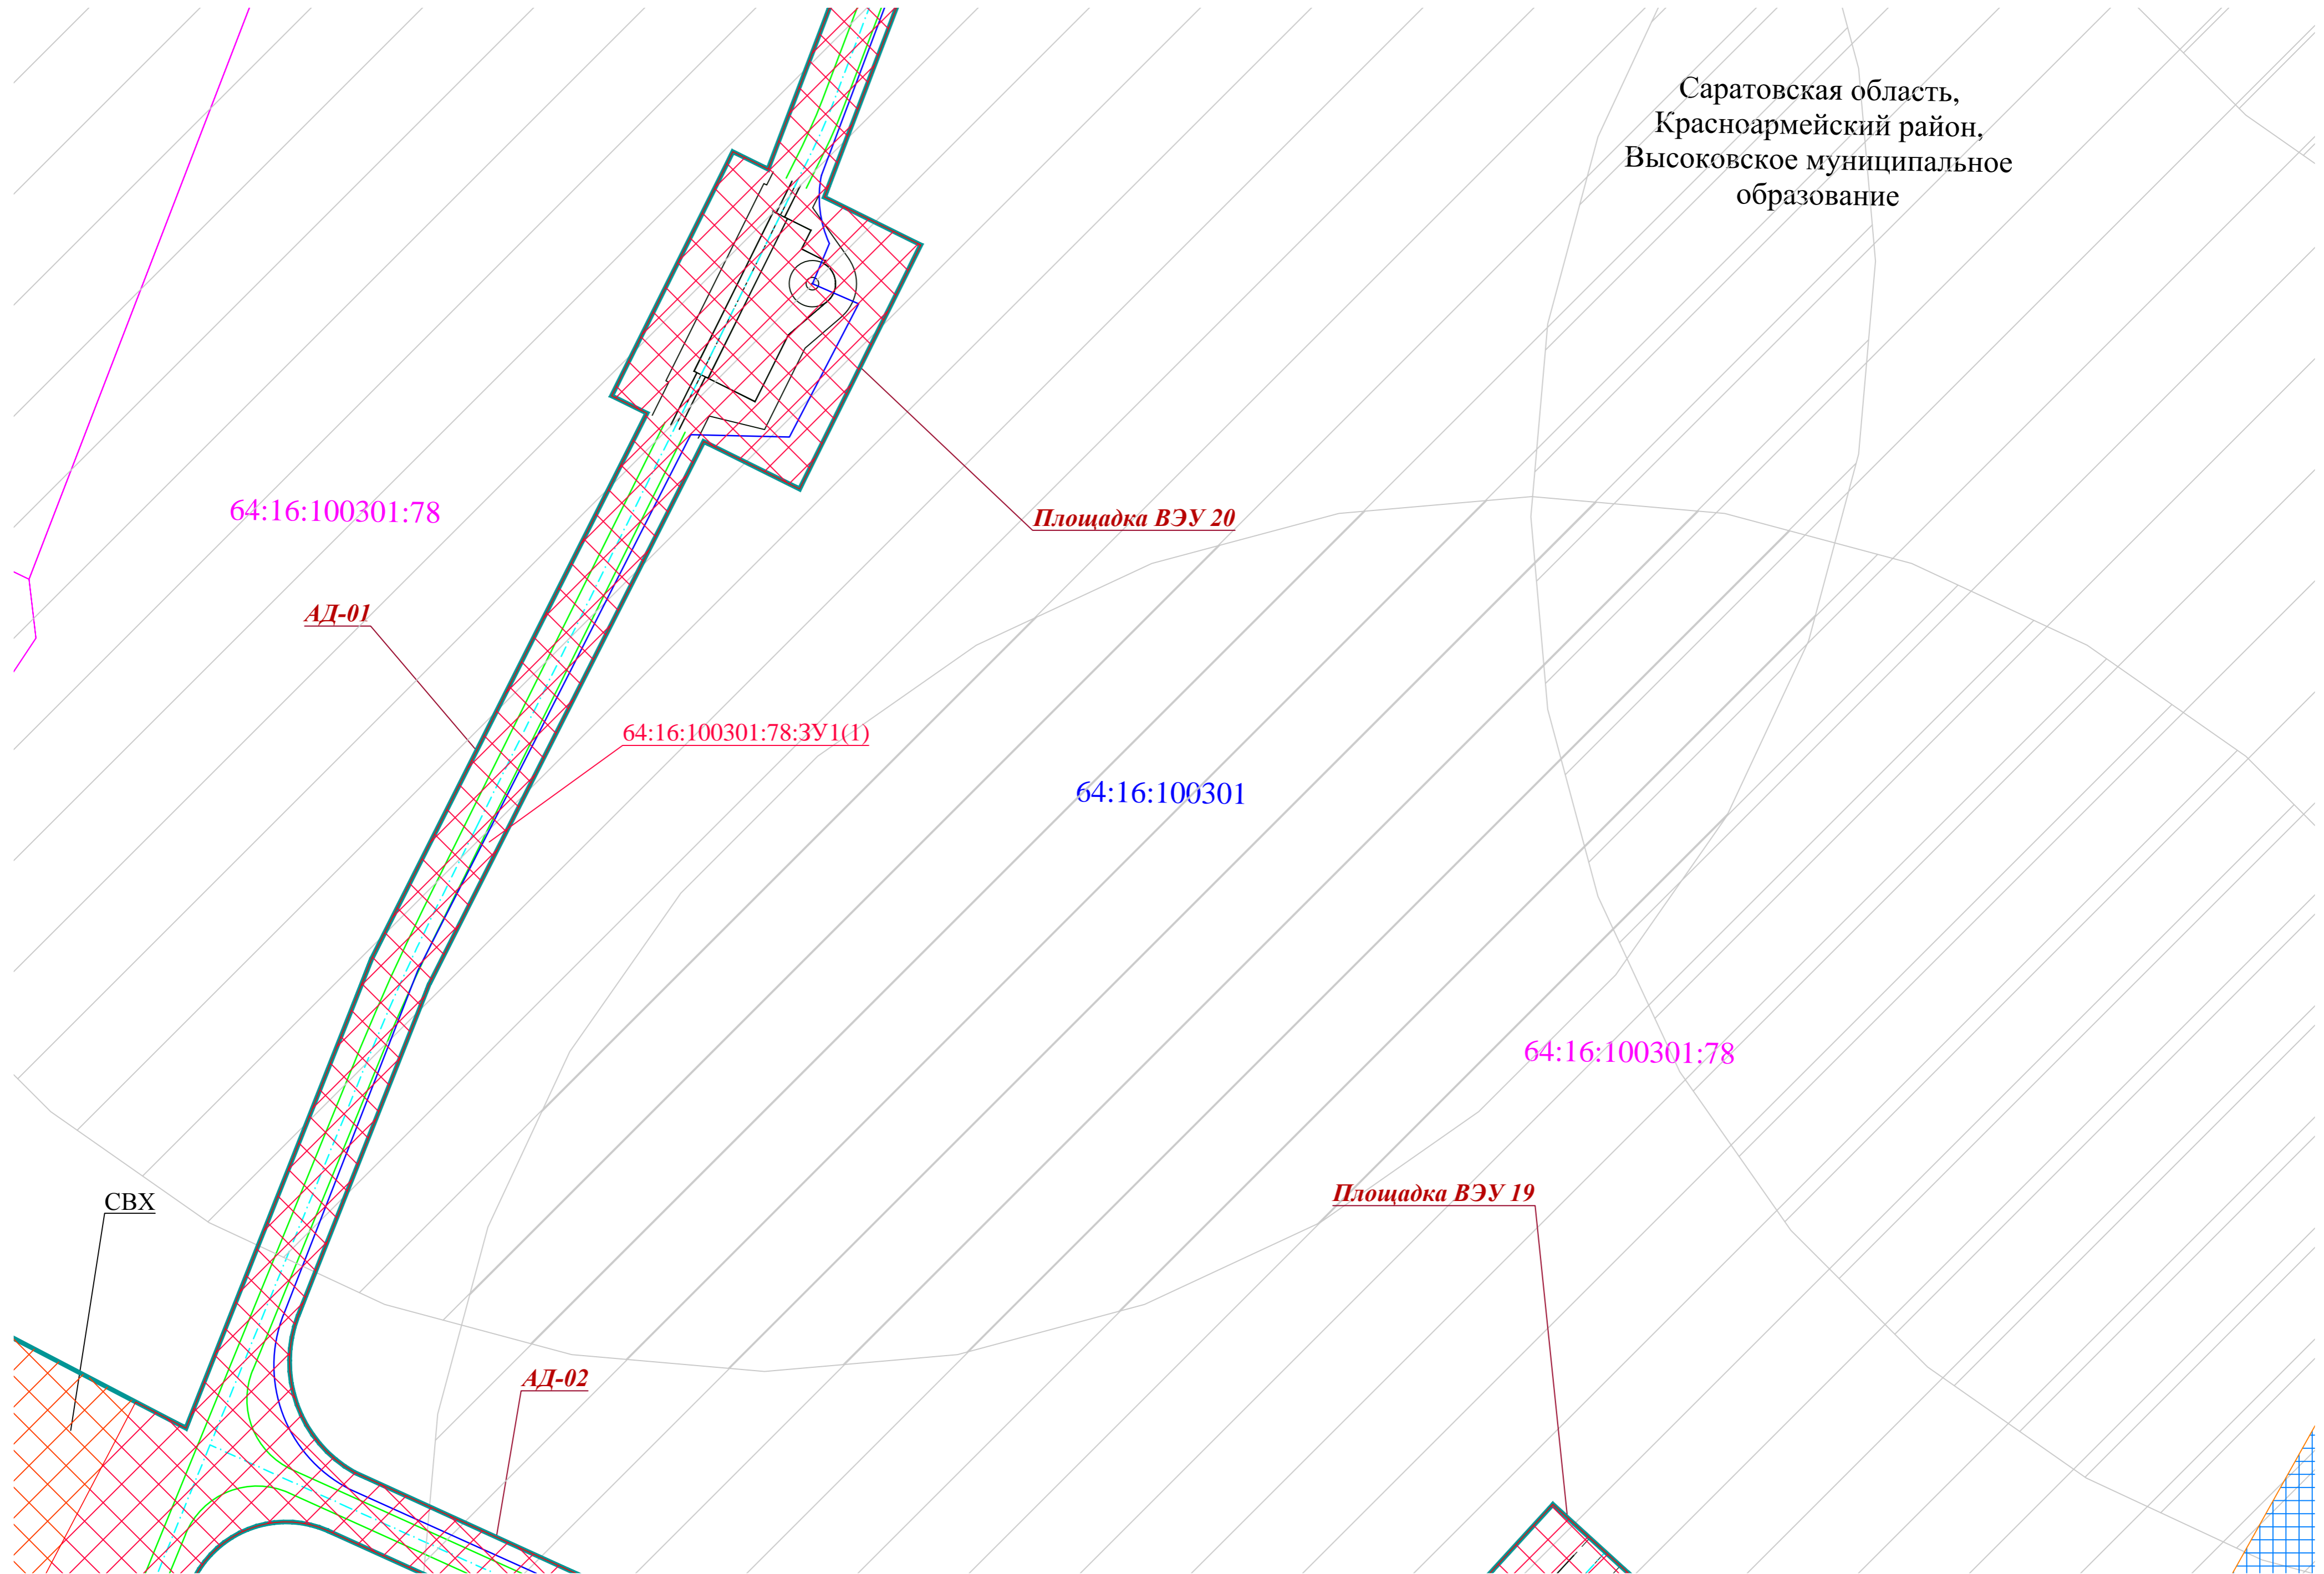 Саратовская область,
Красноармейский район,
Высоковское муниципальное
образование
64:16:100301:78
Площадка ВЭУ 20
АД-01
64:16:100301:78:ЗУ1(1)
64:16:100301
64:16:100301:78
СВХ
Площадка ВЭУ 19
АД-02